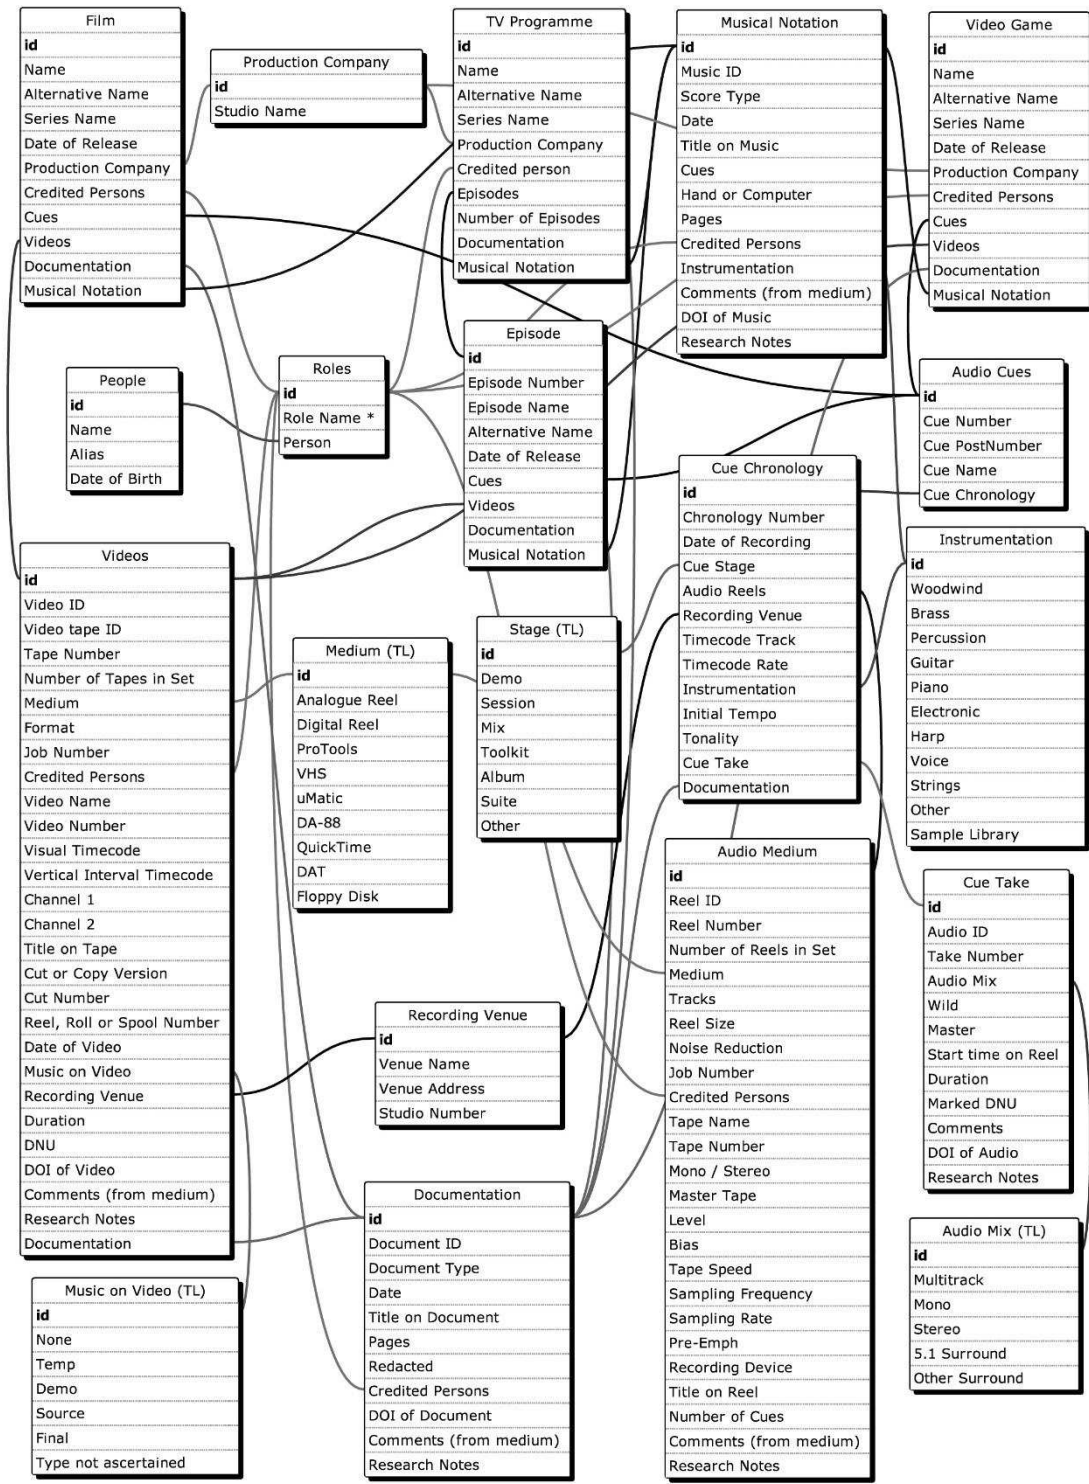 Film
id
Name
Alternative Name
Series Name
Date of Release
Production Company
Credited Persons
Cues
Videos
Documentation
Musical Notation
Production Company
id
Studio Name
TV Programme
id
Name
Alternative Name
Series Name
Production Company
Credited person
Episodes
Number of Episodes
Documentation
Musical Notation
Musical Notation
id
Music ID
Score Type
Date
Title on Music
Cues
Hand or Computer
Pages
Credited Persons
Instrumentation
Comments (from medium)
DOI of Music
Research Notes
Video Game
id
Name
Alternative Name
Series Name
Date of Release
Production Company
Credited Persons
Cues
Videos
Documentation
Musical Notation
People
id
Name
Alias
Date of Birth
Roles
id
Role Name *
Person
Episode
id
Episode Number
Episode Name
Alternative Name
Date of Release
Cues
Videos
Documentation
Musical Notation
Audio Cues
id
Cue Number
Cue PostNumber
Cue Name
Cue Chronology
Cue Chronology
id
Chronology Number
Date of Recording
Cue Stage
Audio Reels
Recording Venue
Timecode Track
Timecode Rate
Instrumentation
Initial Tempo
Tonality
Cue Take
Documentation
Instrumentation
id
Woodwind
Brass
Percussion
Guitar
Piano
Electronic
Harp
Voice
Strings
Other
Sample Library
Videos
id
Video ID
Video tape ID
Tape Number
Number of Tapes in Set
Medium
Format
Job Number
Credited Persons
Video Name
Video Number
Visual Timecode
Vertical Interval Timecode
Channel 1
Channel 2
Title on Tape
Cut or Copy Version
Cut Number
Reel, Roll or Spool Number
Date of Video
Music on Video
Recording Venue
Duration
DNU
DOI of Video
Comments (from medium)
Research Notes
Documentation
Medium (TL)
id
Analogue Reel
Digital Reel
ProTools
VHS
uMatic
DA-88
QuickTime
DAT
Floppy Disk
Stage (TL)
id
Demo
Session
Mix
Toolkit
Album
Suite
Other
Audio Medium
id
Reel ID
Reel Number
Number of Reels in Set
Medium
Tracks
Reel Size
Noise Reduction
Job Number
Credited Persons
Tape Name
Tape Number
Mono / Stereo
Master Tape
Level
Bias
Tape Speed
Sampling Frequency
Sampling Rate
Pre-Emph
Recording Device
Title on Reel
Number of Cues
Comments (from medium)
Research Notes
Cue Take
id
Audio ID
Take Number
Audio Mix
Wild
Master
Start time on Reel
Duration
Marked DNU
Comments
DOI of Audio
Research Notes
Recording Venue
id
Venue Name
Venue Address
Studio Number
Documentation
id
Document ID
Document Type
Date
Title on Document
Pages
Redacted
Credited Persons
DOI of Document
Comments (from medium)
Research Notes
Audio Mix (TL)
id
Multitrack
Mono
Stereo
5.1 Surround
Other Surround
Music on Video (TL)
id
None
Temp
Demo
Source
Final
Type not ascertained